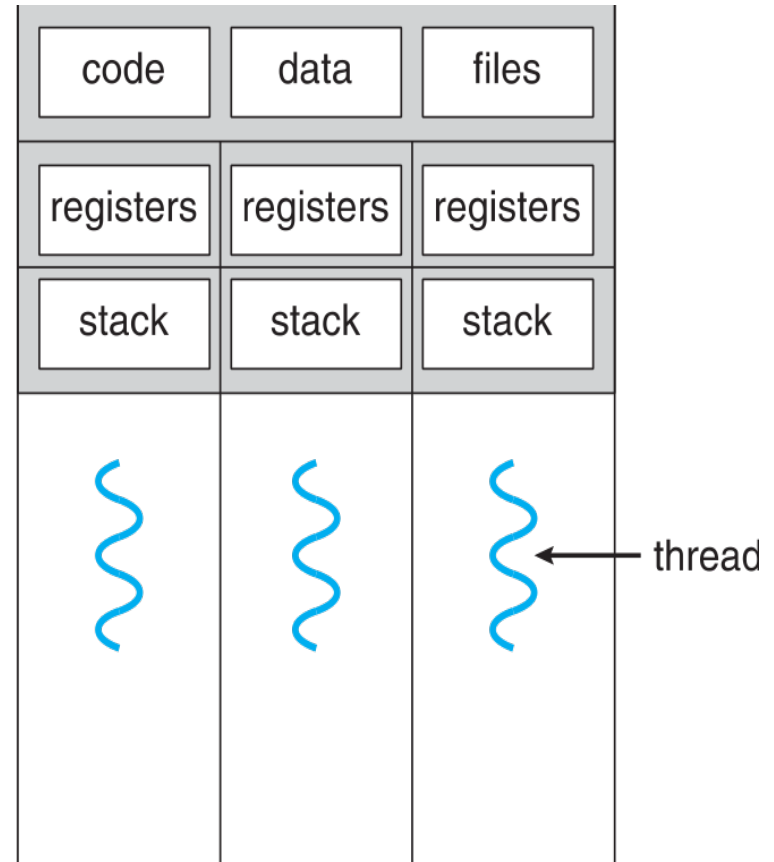 code data files
registers registers registers
stack stack stack
thread